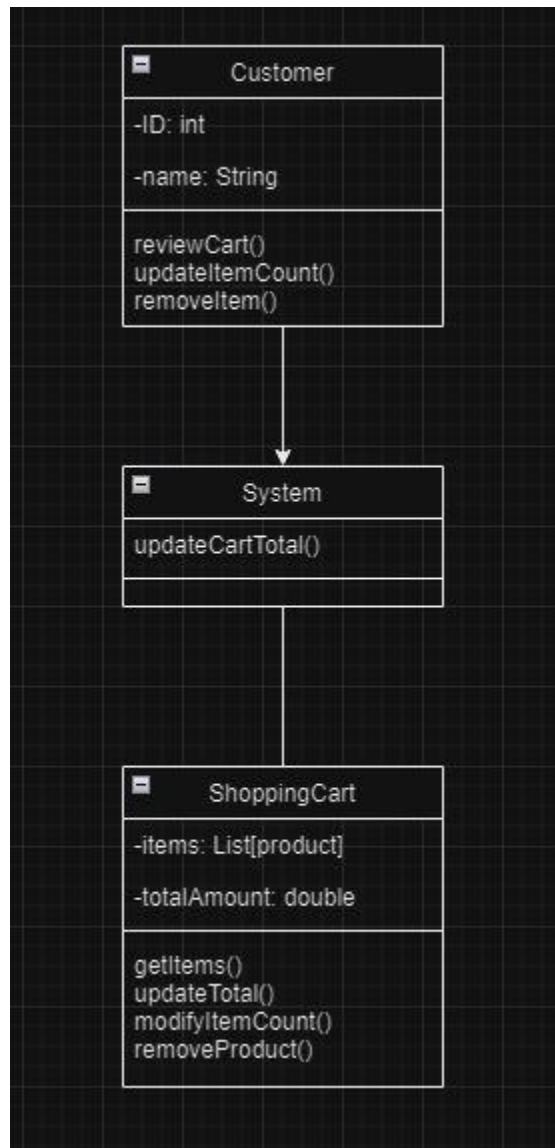 Customer
-ID: int
-name: String
reviewCart()
updateItemCount()
removeItem()
System
updateCartTotal()
ShoppingCart
-items: List[product]
-totalAmount: double
getItems()
updateTotal()
modifyItemCount()
removeProduct()